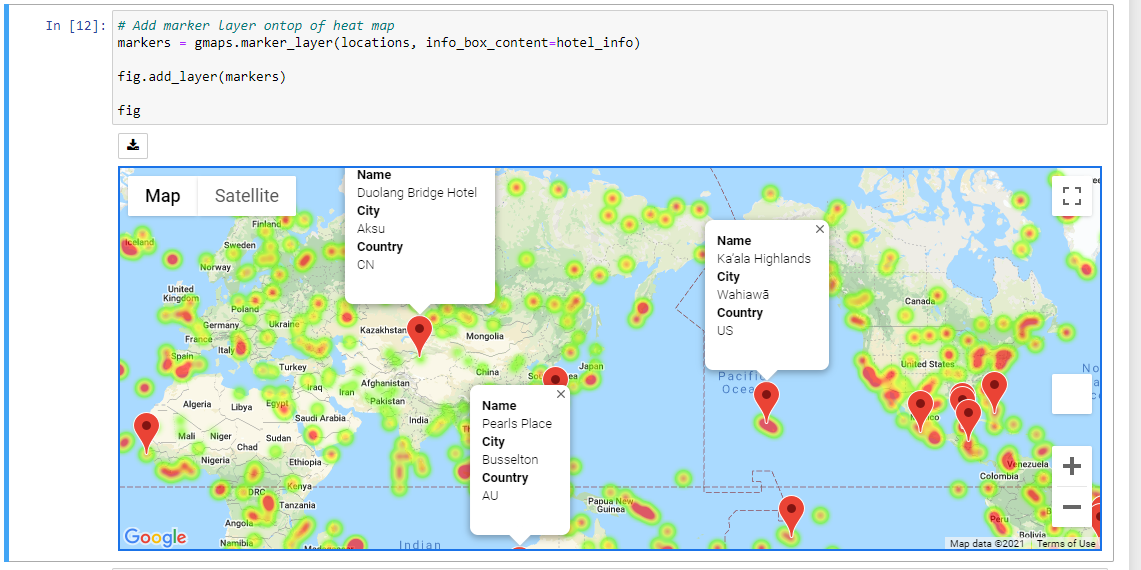 In [12]:
# Add marker layer ontop of heat map
markers = gmaps.marker_layer(locations, info_box_content=hotel_info)
fig.add_layer(markers)
fig
Map
Satellite
Name
Duolang Bridge Hotel
City
Aksu
Country
CN
Name
Ka'ala Highlands
City
Wahiawā
Country
US
Name
Pearls Place
City
Busselton
Country
AU
Iceland
Finland
Sweden
Norway
United
Kingdom
Poland
Germany
Ukraine
France
Italy
Spain
Kazakhstan
Mongolia
Turkey
China
Japan
Afghanistan
Iraq
Iran
Pakistan
Algeria
Libya
Egypt
Saudi Arabia
India
Mali
Niger
Chad
Sudan
Nigeria
Ethiopia
DRC
Kenya
Tanzania
Angola
Namibia
Indian
Papua New
Guinea
Ocea
Canada
United States
Venezuela
Colombia
Peru
Bolivia
Google
Map data ©2021
Terms of Use